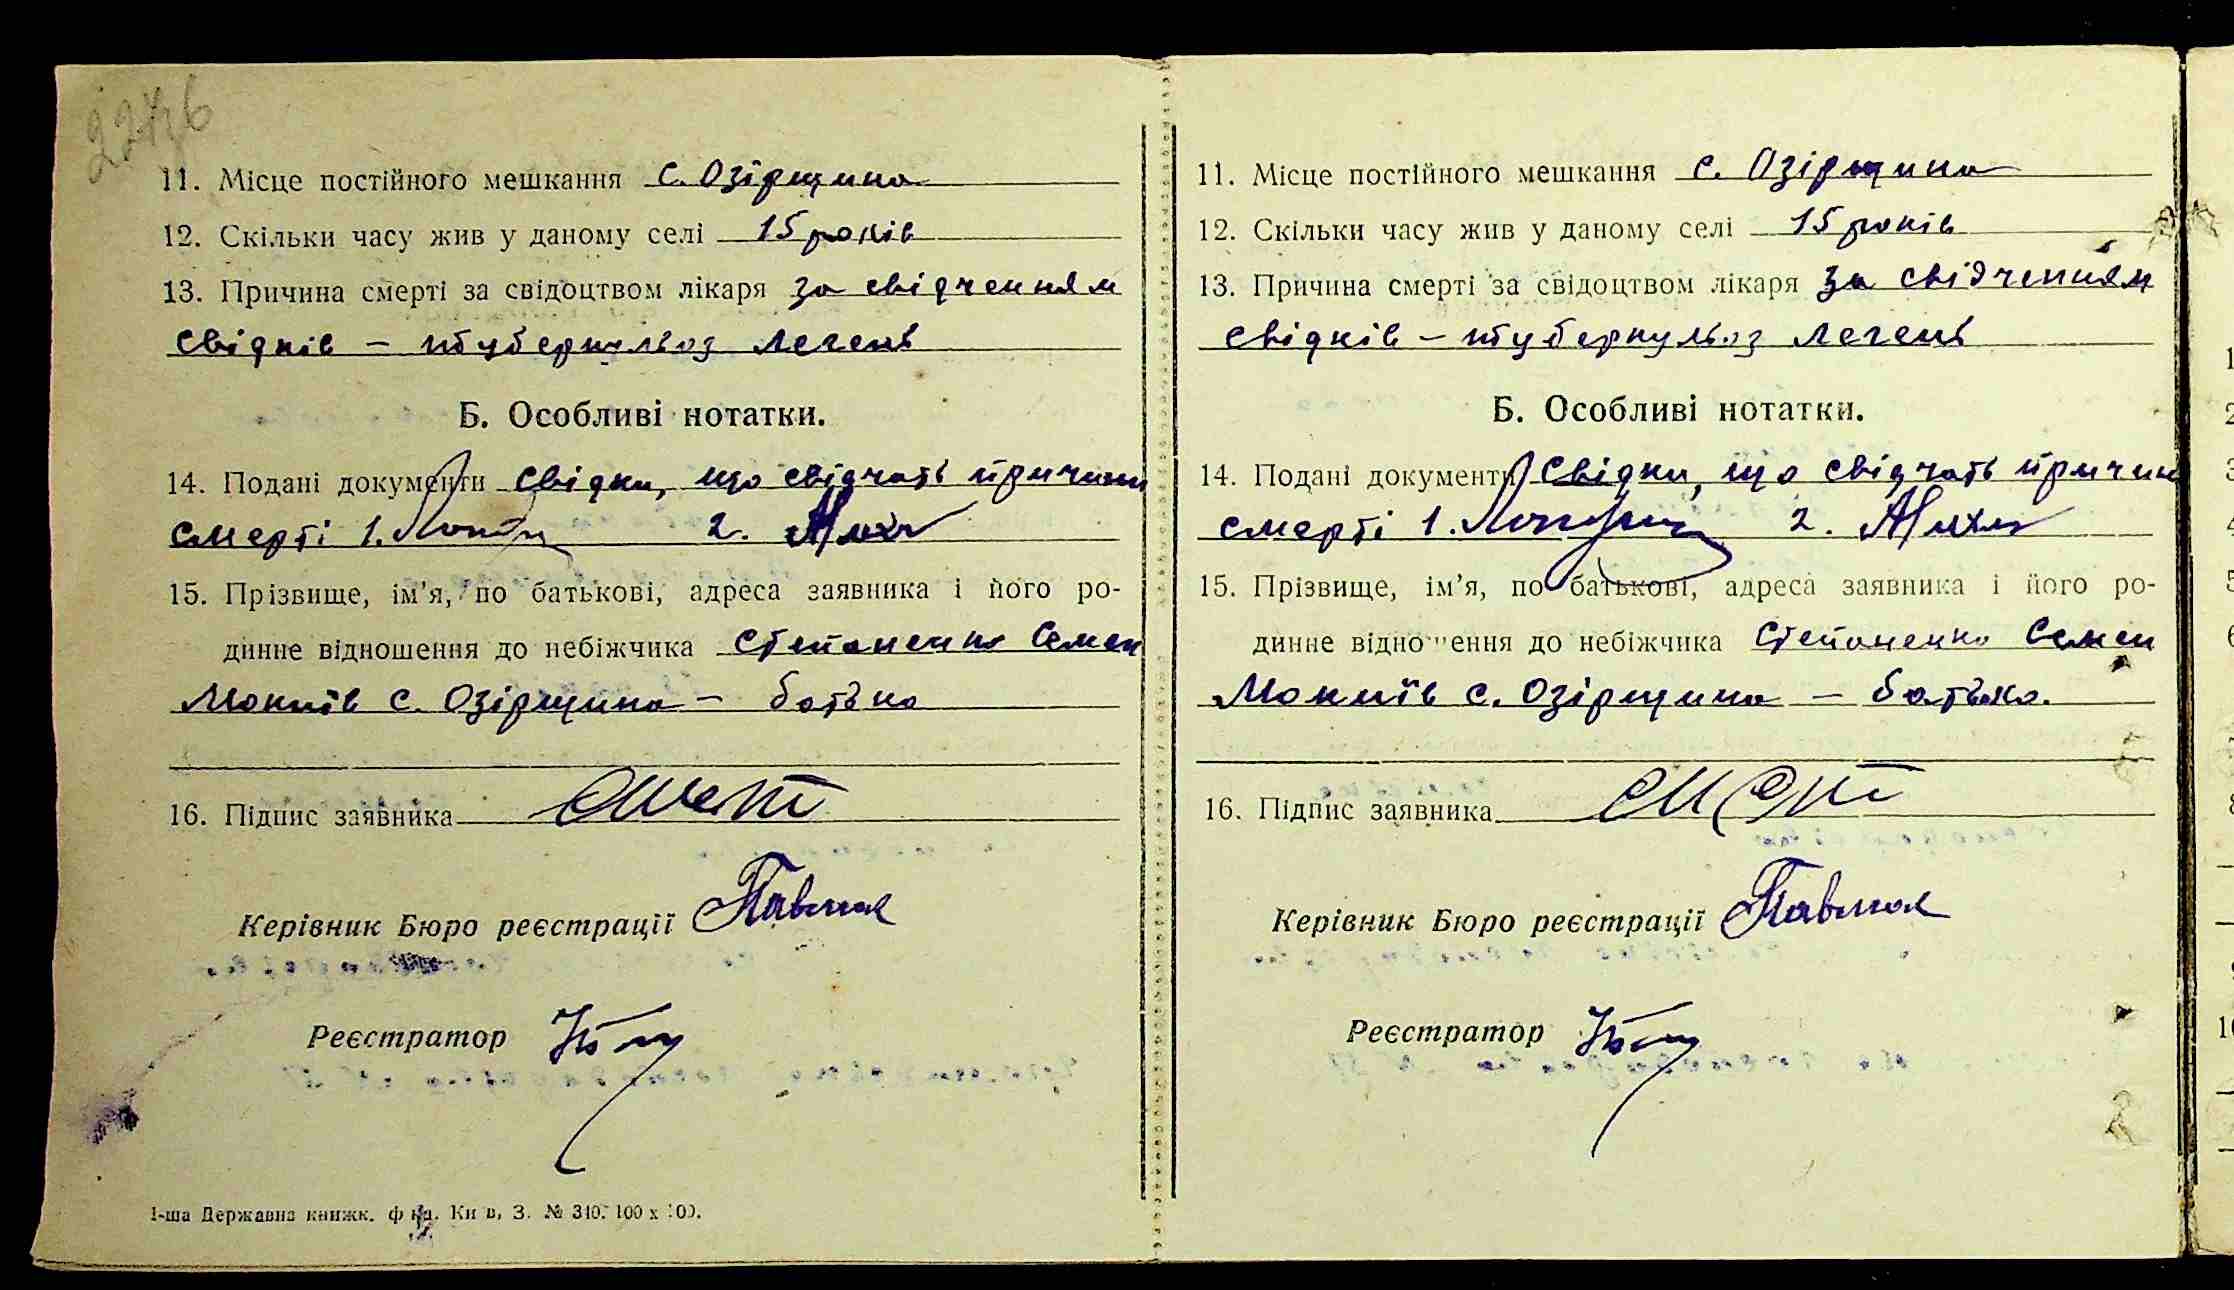 11. Місце постійного мешкання с. Озірщина
12. Скільки часу жив у даному селі 15 років
13. Причина смерті за свідоцтвом лікаря за свідченням
свідків – туберкульоз легень
Б. Особливі нотатки.
14. Подані документи свідки, що свідчать причини
смерті 1. 2.
15. Прізвище, ім'я, по батькові, адреса заявника і його ро-
динне відношення до небіжчика Степаненко Семен
Мокиїв с. Озірщина – батько
16. Підпис заявника
Керівник Бюро реєстрації
Реєстратор
1-ша Державна книжк. З. № 310. 100 х 100.
11. Місце постійного мешкання с. Озірщина
12. Скільки часу жив у даному селі 15 років
13. Причина смерті за свідоцтвом лікаря за свідченням
свідків – туберкульоз легень
Б. Особливі нотатки.
14. Подані документи свідки, що свідчать причин
смерті 1. 2.
15. Прізвище, ім'я, по батькові, адреса заявника і його ро-
динне відношення до небіжчика Степаненко Семен
Мокиїв с. Озірщина – батько.
16. Підпис заявника
Керівник Бюро реєстрації
Реєстратор